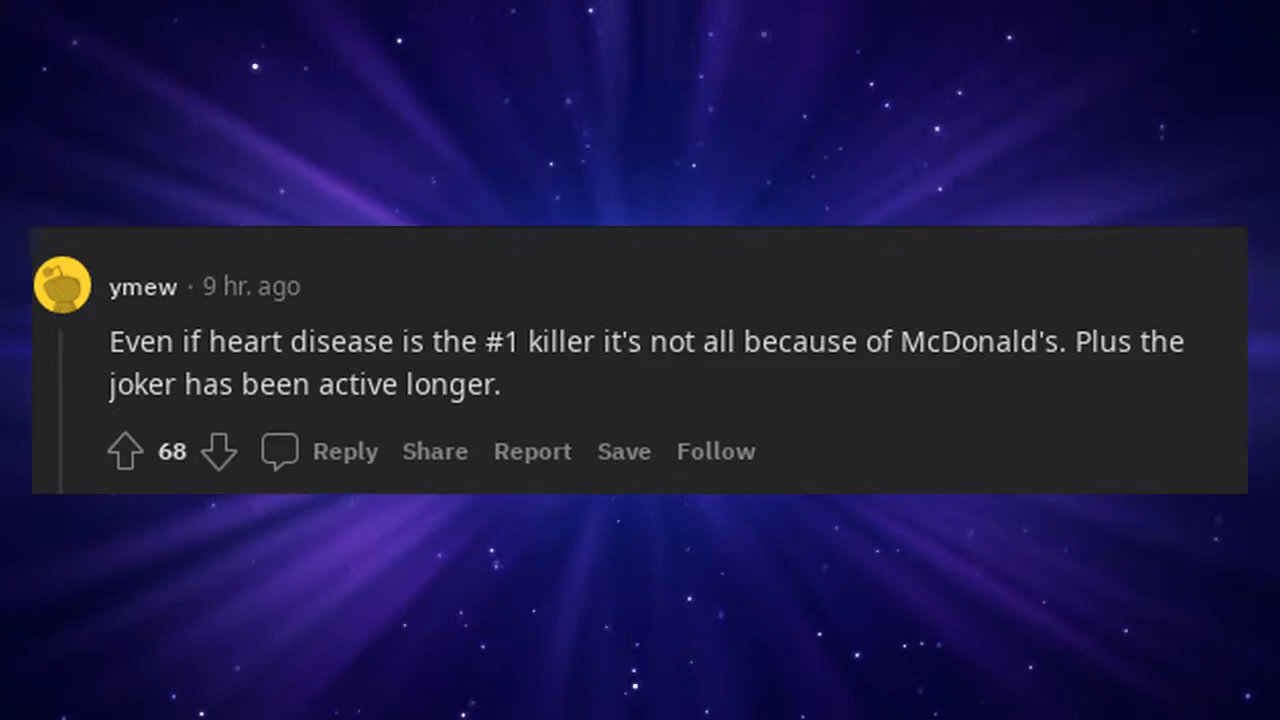 ymew · 9 hr. ago
Even if heart disease is the #1 killer it's not all because of McDonald's. Plus the
joker has been active longer.
68 Reply Share Report Save Follow